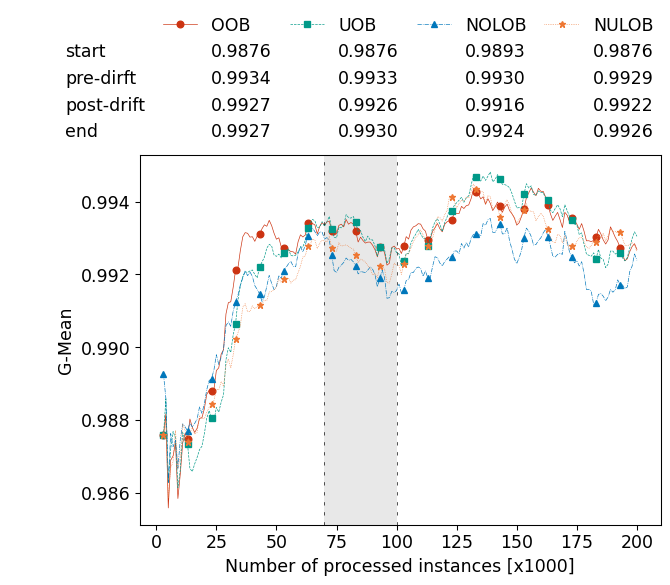 OOB UOB NOLOB NULOB
start 0.9876 0.9876 0.9893 0.9876
pre-dirft 0.9934 0.9933 0.9930 0.9929
post-drift 0.9927 0.9926 0.9916 0.9922
end 0.9927 0.9930 0.9924 0.9926
0.994
0.992
0.990
0.988
0.986
G-Mean
0 25 50 75 100 125 150 175 200
Number of processed instances [x1000]